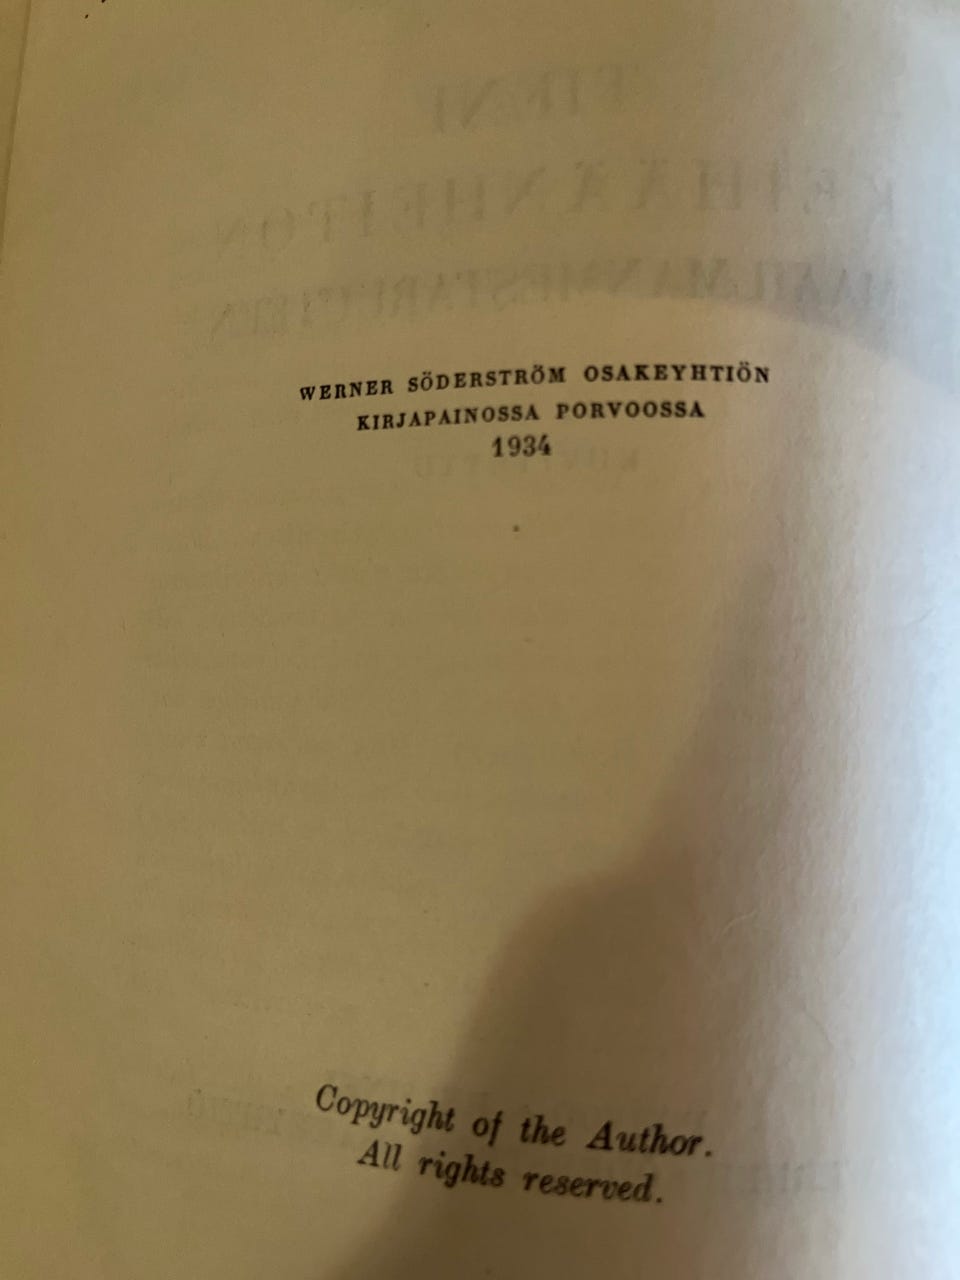 WERNER SÖDERSTRÖM OSAKEYHTIÖN
KIRJAPAINOSSA PORVOOSSA
1934
Copyright of the Author.
All rights reserved.